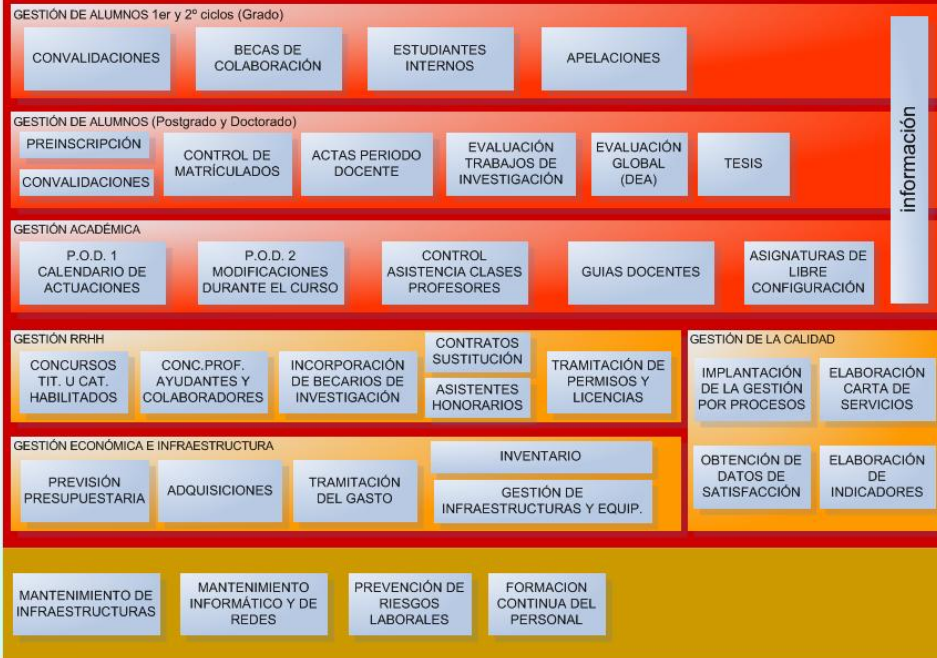 GESTIÓN DE ALUMNOS 1er y 2º ciclos (Grado)
CONVALIDACIONES
BECAS DE
COLABORACIÓN
ESTUDIANTES
INTERNOS
APELACIONES
información
GESTIÓN DE ALUMNOS (Postgrado y Doctorado)
PREINSCRIPCIÓN
CONVALIDACIONES
CONTROL DE
MATRÍCULADOS
ACTAS PERIODO
DOCENTE
EVALUACIÓN
TRABAJOS DE
INVESTIGACIÓN
EVALUACIÓN
GLOBAL
(DEA)
TESIS
GESTIÓN ACADÉMICA
P.O.D. 1
CALENDARIO DE
ACTUACIONES
P.O.D. 2
MODIFICACIONES
DURANTE EL CURSO
CONTROL
ASISTENCIA CLASES
PROFESORES
GUIAS DOCENTES
ASIGNATURAS DE
LIBRE
CONFIGURACIÓN
GESTIÓN RRHH
CONCURSOS
TIT. U CAT.
HABILITADOS
CONC.PROF.
AYUDANTES Y
COLABORADORES
INCORPORACIÓN
DE BECARIOS DE
INVESTIGACIÓN
CONTRATOS
SUSTITUCIÓN
ASISTENTES
HONORARIOS
TRAMITACIÓN DE
PERMISOS Y
LICENCIAS
GESTIÓN DE LA CALIDAD
IMPLANTACIÓN
DE LA GESTIÓN
POR PROCESOS
ELABORACIÓN
CARTA DE
SERVICIOS
OBTENCIÓN DE
DATOS DE
SATISFACCIÓN
ELABORACIÓN
DE
INDICADORES
GESTIÓN ECONÓMICA E INFRAESTRUCTURA
PREVISIÓN
PRESUPUESTARIA
ADQUISICIONES
TRAMITACIÓN
DEL GASTO
INVENTARIO
GESTIÓN DE
INFRAESTRUCTURAS Y EQUIP.
MANTENIMIENTO DE
INFRAESTRUCTURAS
MANTENIMIENTO
INFORMÁTICO Y DE
REDES
PREVENCIÓN DE
RIESGOS
LABORALES
FORMACION
CONTINUA DEL
PERSONAL